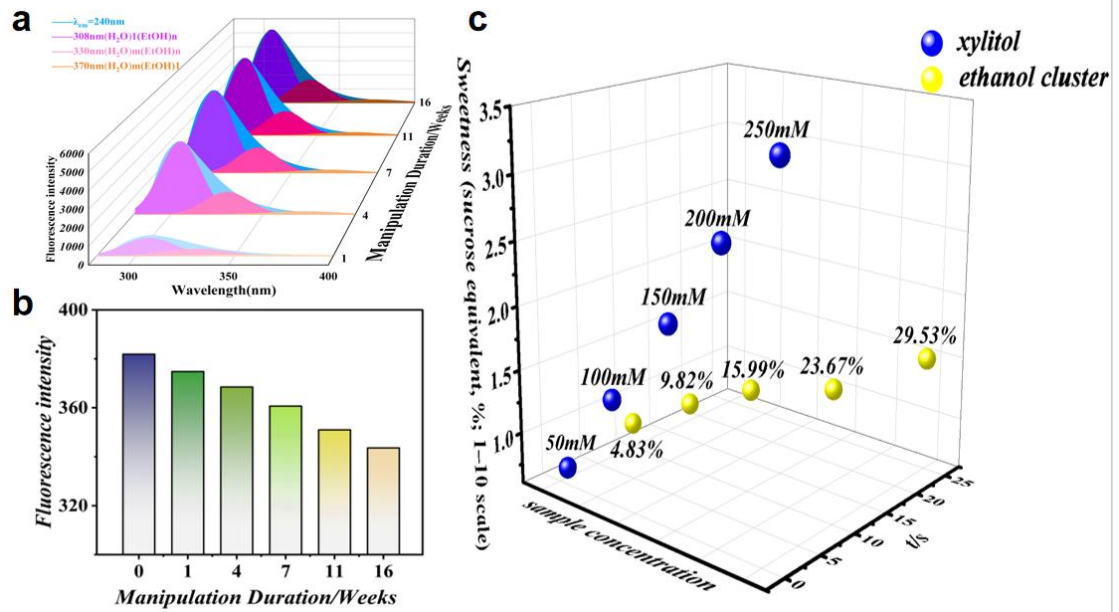 a
λem=240nm
308nm(H2O)1(EtOH)n
330nm(H2O)m(EtOH)n
370nm(H2O)m(EtOH)1
6000
5000
4000
3000
2000
1000
0
Fluorescence intensity
300
350
400
Wavelength(nm)
1
4
7
11
16
Manipulation Duration/Weeks
b
400
360
320
Fluorescence intensity
0
1
4
7
11
16
Manipulation Duration/Weeks
c
xylitol
ethanol cluster
Sweetness (sucrose equivalent, %; 1–10 scale)
3.5
3.0
2.5
2.0
1.5
1.0
250mM
200mM
150mM
100mM
50mM
4.83%
9.82%
15.99%
23.67%
29.53%
sample concentration
0
5
10
15
20
25
t/s